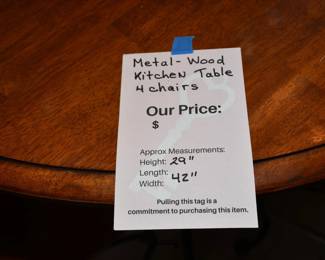 Metal-Wood
Kitchen Table
4 chairs
Our Price:
$
Approx Measurements:
Height: 29"
Length:
Width: 42"
Pulling this tag is a
commitment to purchasing this item.